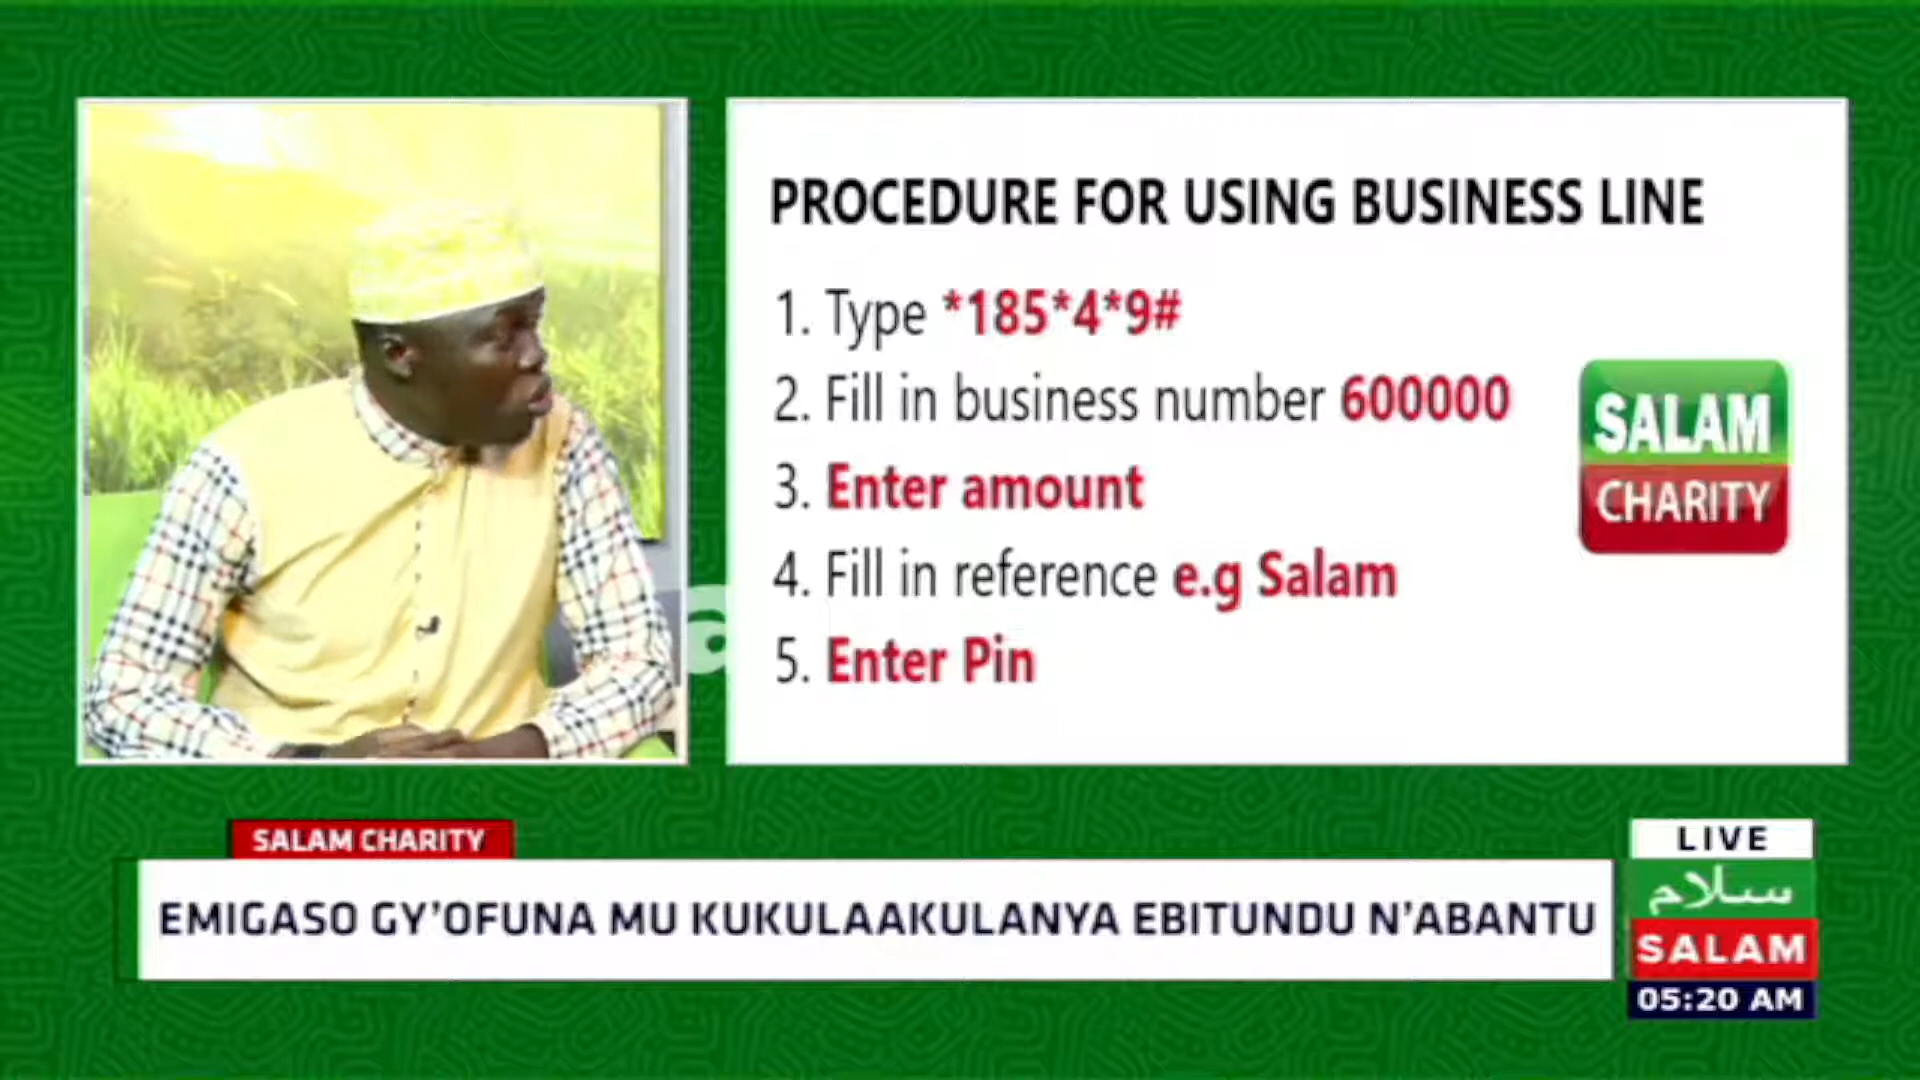 PROCEDURE FOR USING BUSINESS LINE
1. Type *185*4*9#
2. Fill in business number 600000
3. Enter amount
4. Fill in reference e.g Salam
5. Enter Pin
SALAM
CHARITY
SALAM CHARITY
EMIGASO GY'OFUNA MU KUKULAAKULANYA EBITUNDU N'ABANTU
LIVE
سلام
SALAM
05:20 AM